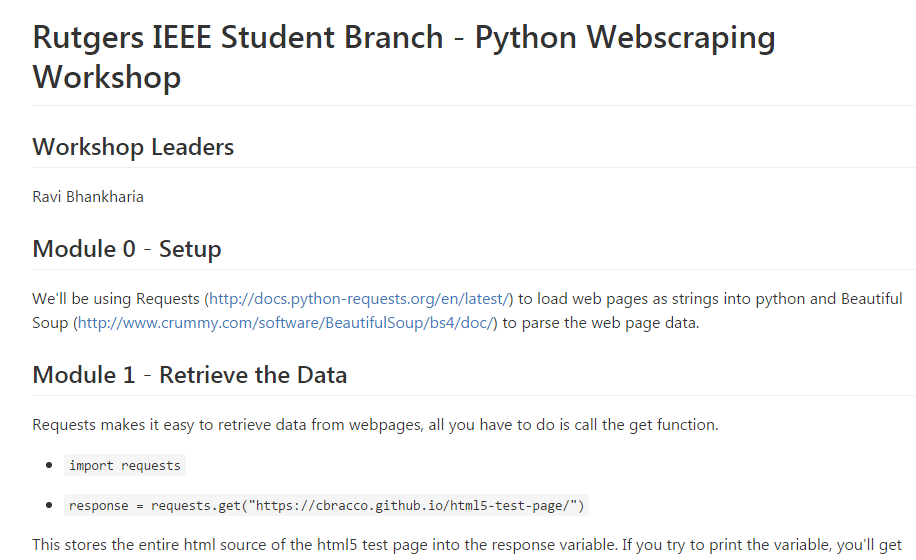 Rutgers IEEE Student Branch - Python Webscraping
Workshop
Workshop Leaders
Ravi Bhankharia
Module 0 - Setup
We'll be using Requests (http://docs.python-requests.org/en/latest/) to load web pages as strings into python and Beautiful
Soup (http://www.crummy.com/software/BeautifulSoup/bs4/doc/) to parse the web page data.
Module 1 - Retrieve the Data
Requests makes it easy to retrieve data from webpages, all you have to do is call the get function.
• import requests
• response = requests.get("https://cbracco.github.io/html5-test-page/")
This stores the entire html source of the html5 test page into the response variable. If you try to print the variable, you'll get